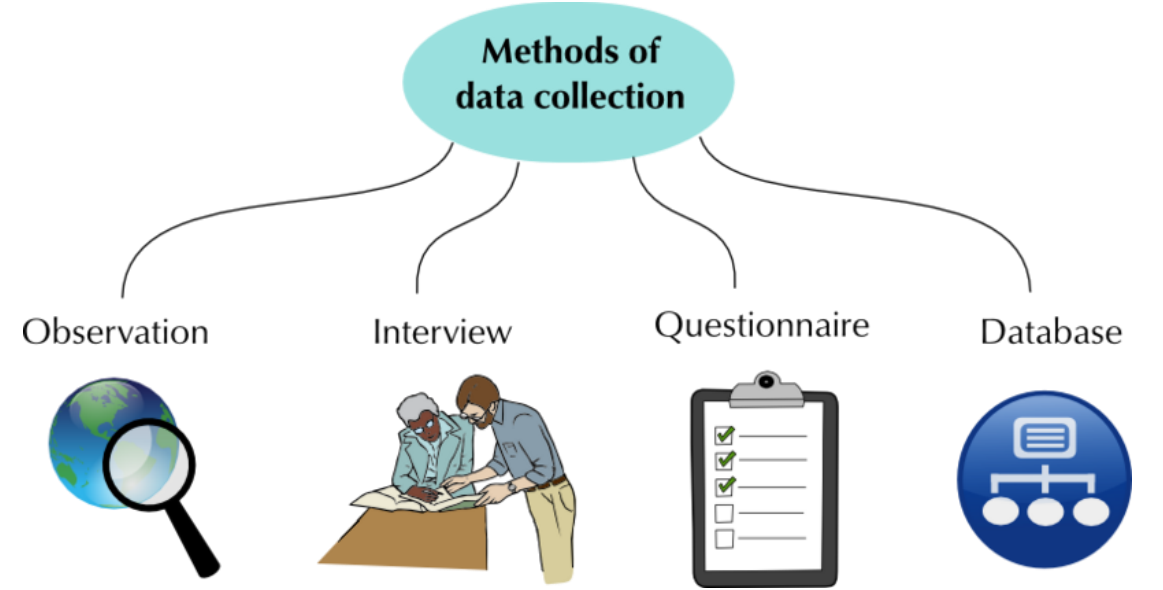 Methods of
data collection
Observation
Interview
Questionnaire
Database